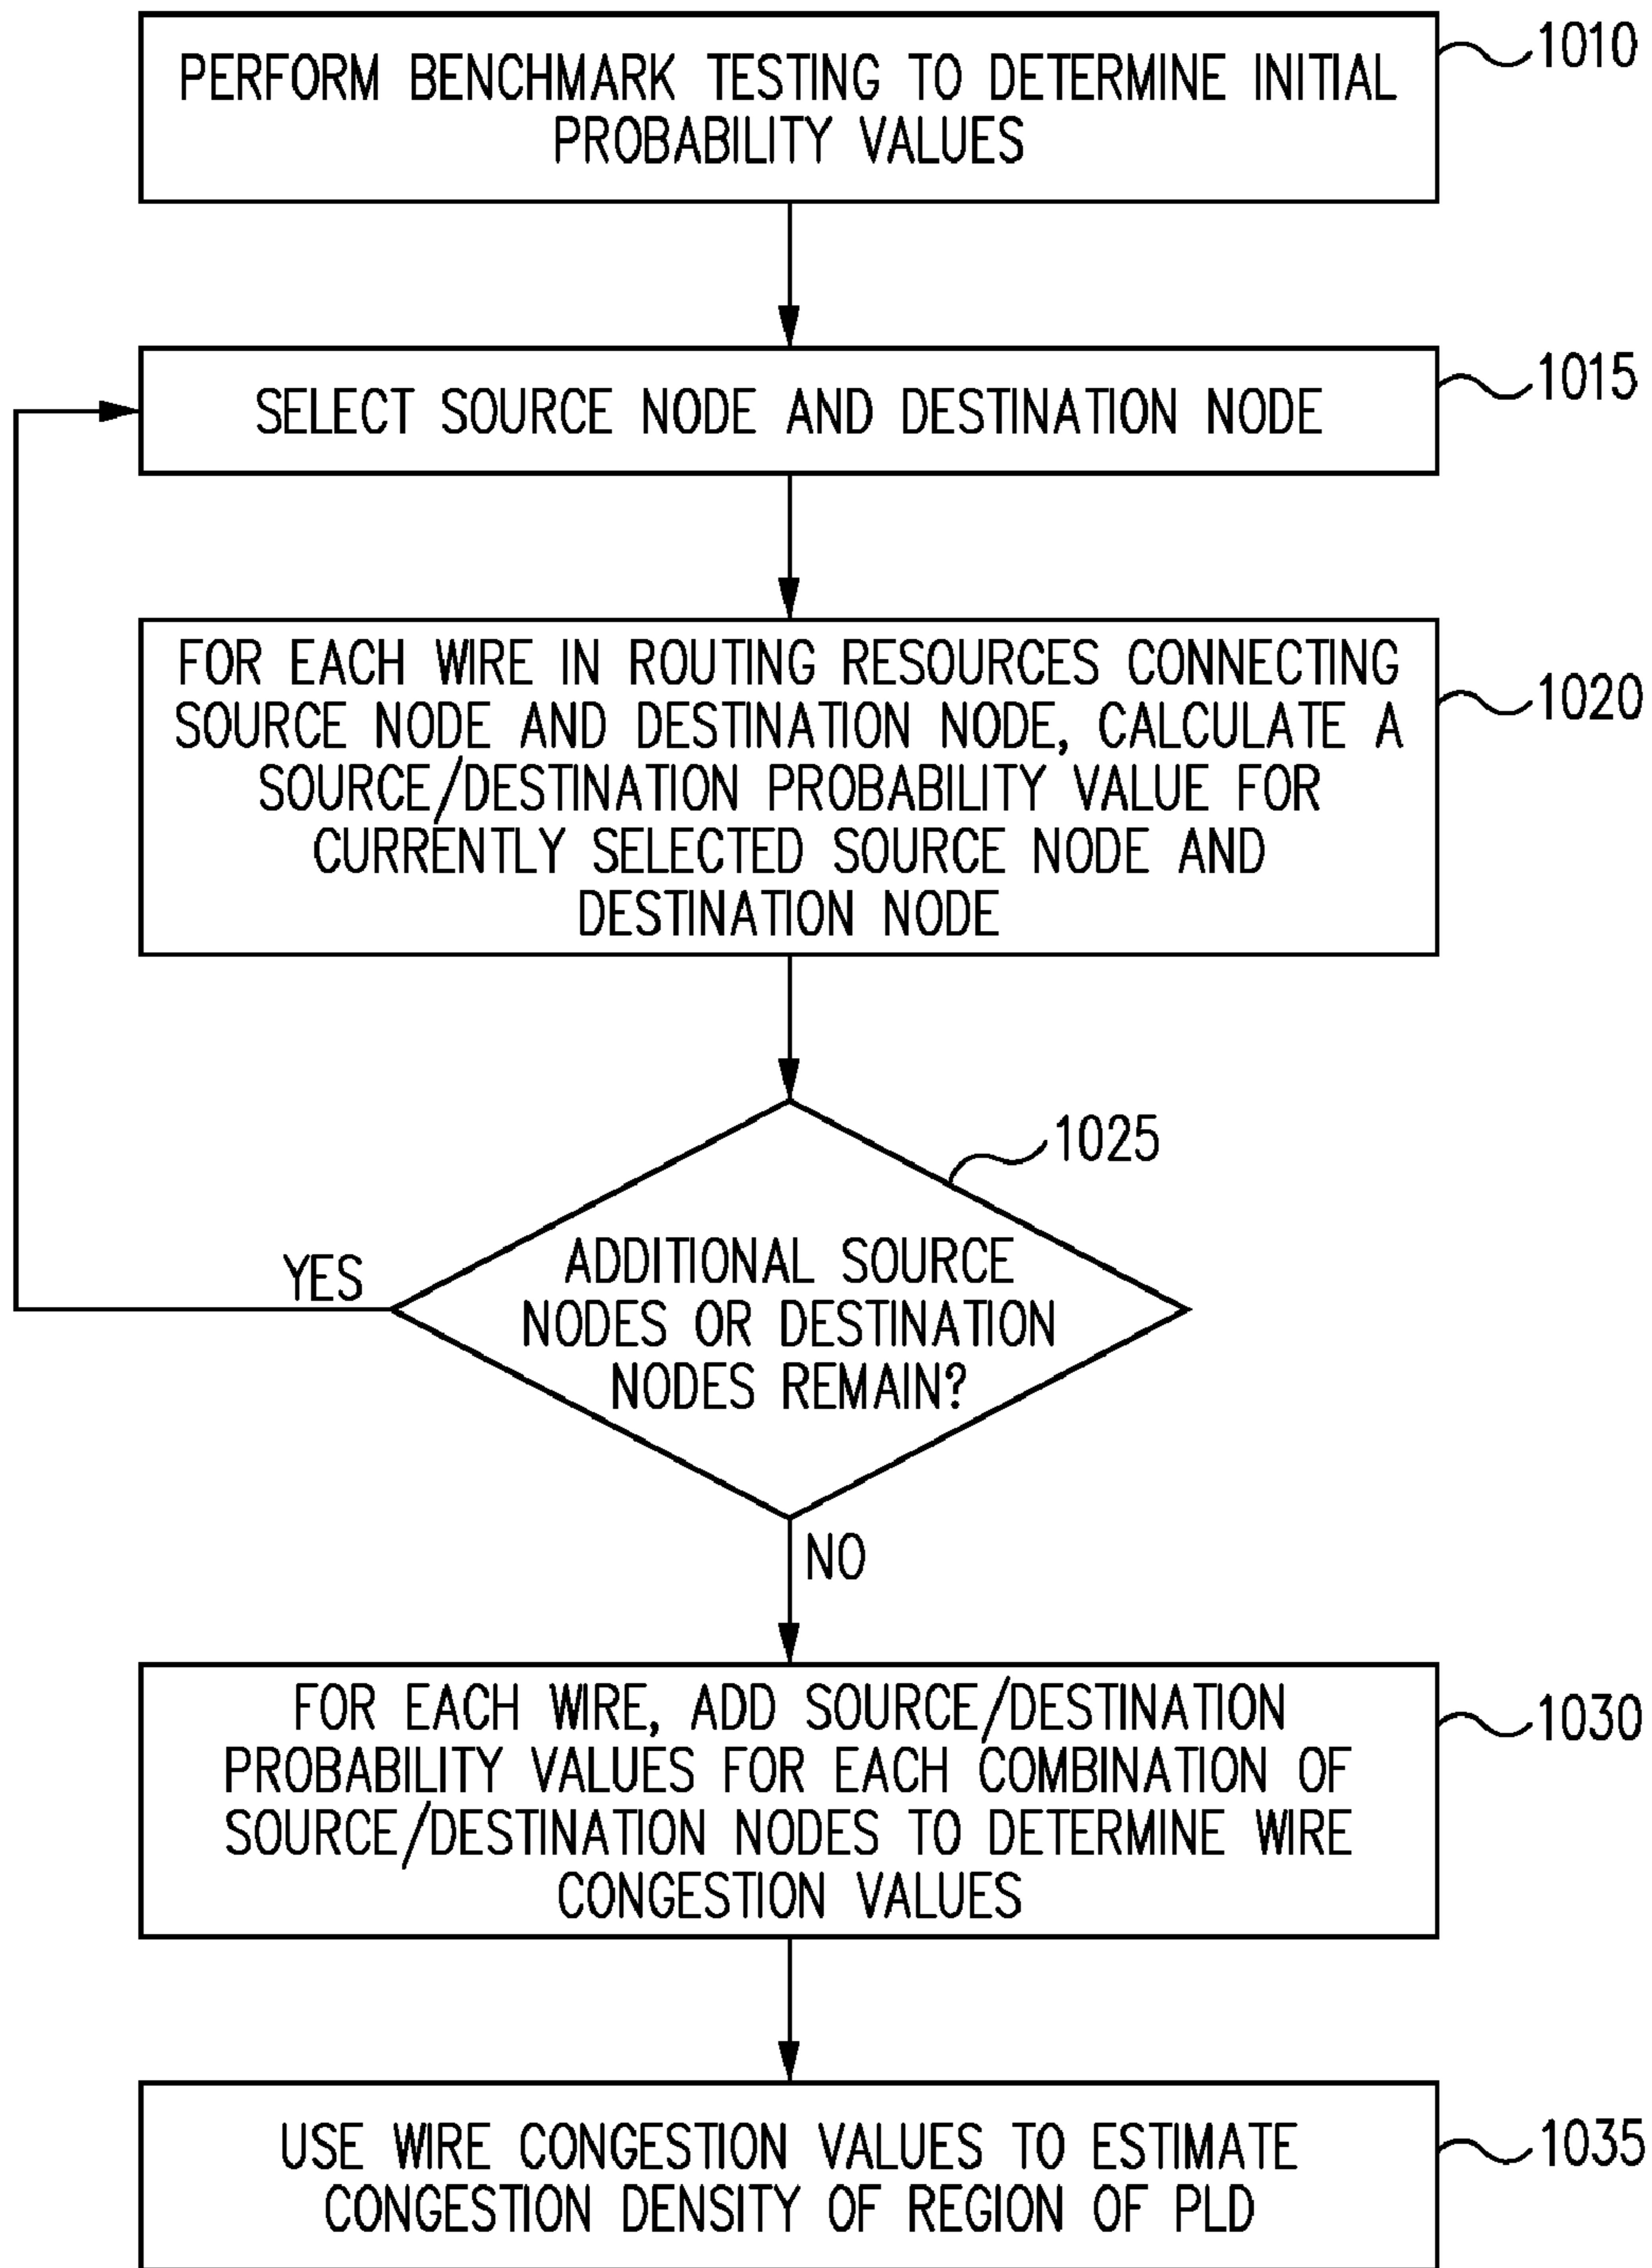 PERFORM BENCHMARK TESTING TO DETERMINE INITIAL
PROBABILITY VALUES
1010
SELECT SOURCE NODE AND DESTINATION NODE
1015
FOR EACH WIRE IN ROUTING RESOURCES CONNECTING
SOURCE NODE AND DESTINATION NODE, CALCULATE A
SOURCE/DESTINATION PROBABILITY VALUE FOR
CURRENTLY SELECTED SOURCE NODE AND
DESTINATION NODE
1020
1025
ADDITIONAL SOURCE
NODES OR DESTINATION
NODES REMAIN?
YES
NO
FOR EACH WIRE, ADD SOURCE/DESTINATION
PROBABILITY VALUES FOR EACH COMBINATION OF
SOURCE/DESTINATION NODES TO DETERMINE WIRE
CONGESTION VALUES
1030
USE WIRE CONGESTION VALUES TO ESTIMATE
CONGESTION DENSITY OF REGION OF PLD
1035